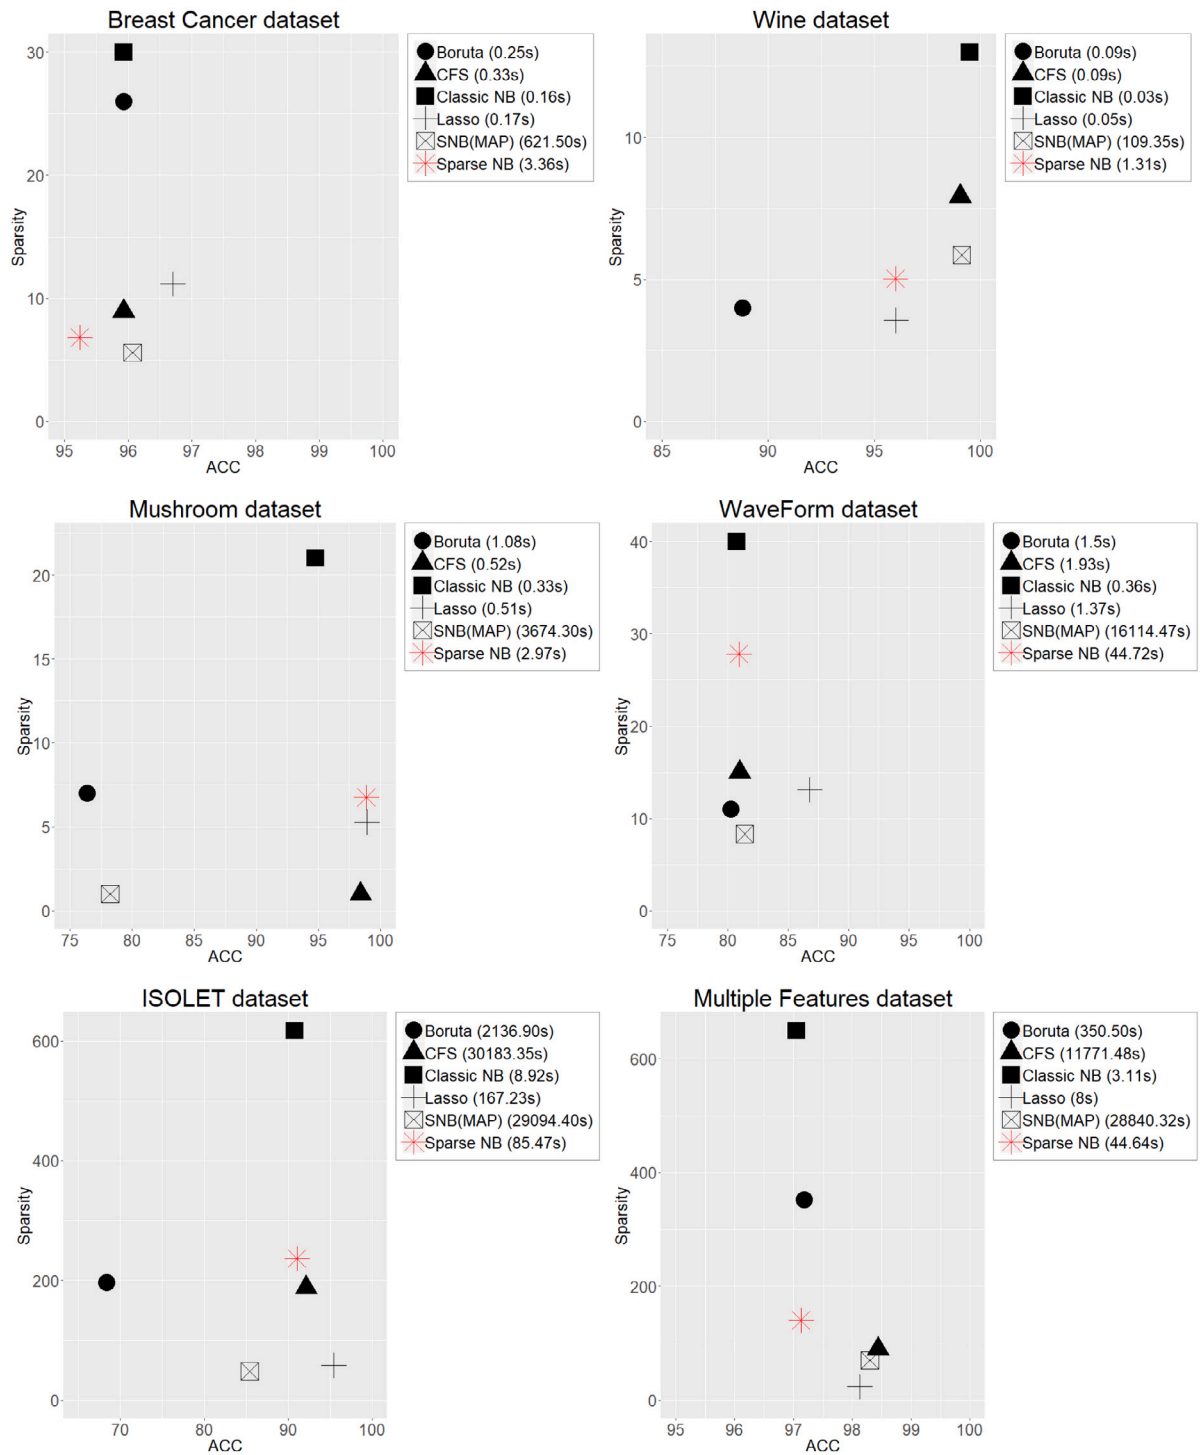 Breast Cancer dataset
30
20
10
0
Sparsity
95 96 97 98 99 100
ACC
Boruta (0.25s)
CFS (0.33s)
Classic NB (0.16s)
Lasso (0.17s)
SNB(MAP) (621.50s)
Sparse NB (3.36s)
Wine dataset
10
5
0
Sparsity
85 90 95 100
ACC
Boruta (0.09s)
CFS (0.09s)
Classic NB (0.03s)
Lasso (0.05s)
SNB(MAP) (109.35s)
Sparse NB (1.31s)
Mushroom dataset
20
15
10
5
0
Sparsity
75 80 85 90 95 100
ACC
Boruta (1.08s)
CFS (0.52s)
Classic NB (0.33s)
Lasso (0.51s)
SNB(MAP) (3674.30s)
Sparse NB (2.97s)
WaveForm dataset
40
30
20
10
0
Sparsity
75 80 85 90 95 100
ACC
Boruta (1.5s)
CFS (1.93s)
Classic NB (0.36s)
Lasso (1.37s)
SNB(MAP) (16114.47s)
Sparse NB (44.72s)
ISOLET dataset
600
400
200
0
Sparsity
70 80 90 100
ACC
Boruta (2136.90s)
CFS (30183.35s)
Classic NB (8.92s)
Lasso (167.23s)
SNB(MAP) (29094.40s)
Sparse NB (85.47s)
Multiple Features dataset
600
400
200
0
Sparsity
95 96 97 98 99 100
ACC
Boruta (350.50s)
CFS (11771.48s)
Classic NB (3.11s)
Lasso (8s)
SNB(MAP) (28840.32s)
Sparse NB (44.64s)